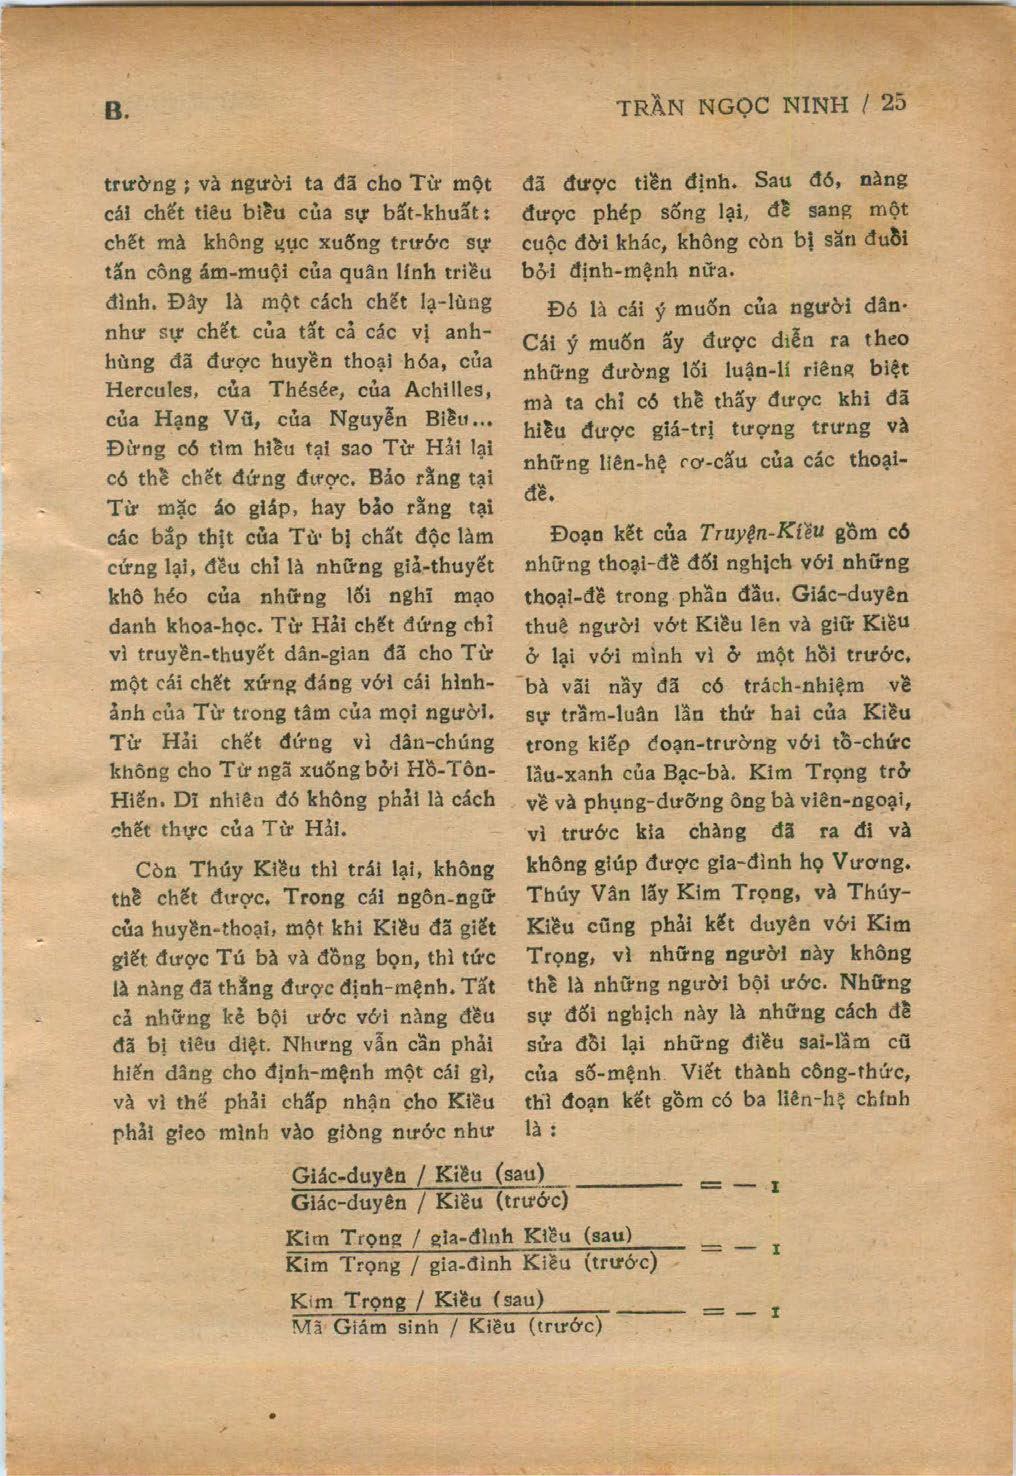 B.
TRẦN NGỌC NINH / 25
trường ; và người ta đã cho Từ một
cái chết tiêu biểu của sự bất-khuất :
chết mà không gục xuống trước sự
tấn công ám-muội của quân lính triều
đình. Đây là một cách chết lạ-lùng
như sự chết của tất cả các vị anh-
hùng đã được huyền thoại hóa, của
Hercules, của Thésée, của Achilles,
của Hạng Vũ, của Nguyễn Biểu...
Đừng có tìm hiểu tại sao Từ Hải lại
có thể chết đứng được. Bảo rằng tại
Từ mặc áo giáp, hay bảo rằng tại
các bắp thịt của Từ bị chất độc làm
cứng lại, đều chỉ là những giả-thuyết
khô héo của những lối nghĩ mạo
danh khoa-học. Từ Hải chết đứng chỉ
vì truyền-thuyết dân-gian đã cho Từ
một cái chết xứng đáng với cái hình-
ảnh của Từ trong tâm của mọi người.
Từ Hải chết đứng vì dân-chúng
không cho Từ ngã xuống bởi Hồ-Tôn-
Hiến. Dĩ nhiên đó không phải là cách
chết thực của Từ Hải.
Còn Thúy Kiều thì trái lại, không
thể chết được. Trong cái ngôn-ngữ
của huyền-thoại, một khi Kiều đã giết
giết được Tú bà và đồng bọn, thì tức
là nàng đã thắng được định-mệnh. Tất
cả những kẻ bội ước với nàng đều
đã bị tiêu diệt. Nhưng vẫn cần phải
hiến dâng cho định-mệnh một cái gì,
và vì thế phải chấp nhận cho Kiều
phải gieo mình vào giòng nước như
đã được tiền định. Sau đó, nàng
được phép sống lại, để sang một
cuộc đời khác, không còn bị săn đuổi
bởi định-mệnh nữa.
Đó là cái ý muốn của người dân.
Cái ý muốn ấy được diễn ra theo
những đường lối luận-lí riêng biệt
mà ta chỉ có thể thấy được khi đã
hiểu được giá-trị tượng trưng và
những liên-hệ cơ-cấu của các thoại-
đề.
Đoạn kết của Truyện-Kiều gồm có
những thoại-đề đối nghịch với những
thoại-đề trong phần đầu. Giác-duyên
thuê người vớt Kiều lên và giữ Kiều
ở lại với mình vì ở một hồi trước,
bà vãi nầy đã có trách-nhiệm về
sự trầm-luân lần thứ hai của Kiều
trong kiếp đoạn-trường với tổ-chức
lầu-xanh của Bạc-bà. Kim Trọng trở
về và phụng-dưỡng ông bà viên-ngoại,
vì trước kia chàng đã ra đi và
không giúp được gia-đình họ Vương.
Thúy Vân lấy Kim Trọng, và Thúy-
Kiều cũng phải kết duyên với Kim
Trọng, vì những người này không
thể là những người bội ước. Những
sự đối nghịch này là những cách để
sửa đổi lại những điều sai-lầm cũ
của số-mệnh. Viết thành công-thức,
thì đoạn kết gồm có ba liên-hệ chính
là :
Giác-duyên / Kiều (sau)
Giác-duyên / Kiều (trước) = — 1
Kim Trọng / gia-đình Kiều (sau)
Kim Trọng / gia-đình Kiều (trước) = — 1
Kim Trọng / Kiều (sau)
Mã Giám sinh / Kiều (trước) = — 1